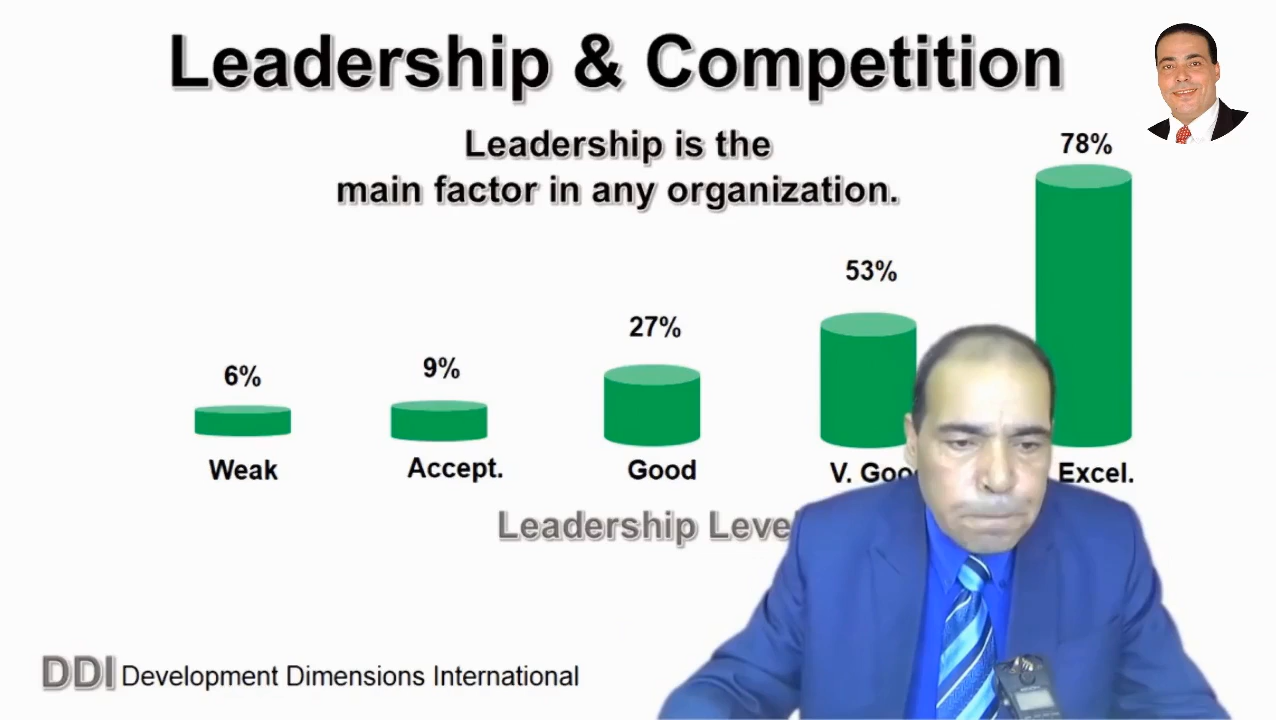 Leadership & Competition
Leadership is the
main factor in any organization.
78%
53%
27%
9%
6%
Weak
Accept.
Good
V.
Excel.
Leadership
DDI Development Dimensions International